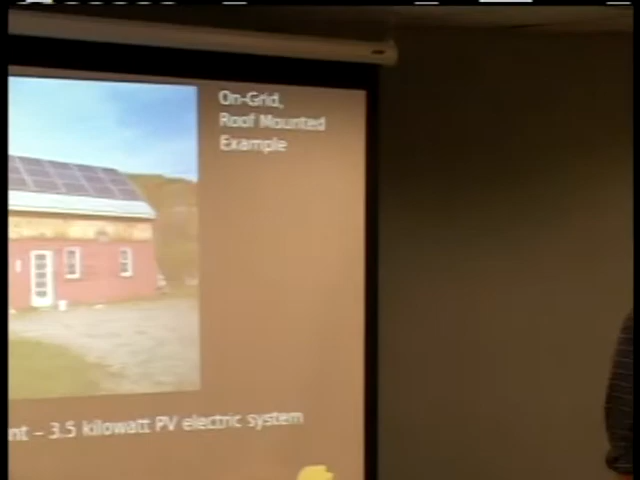 On-Grid,
Roof Mounted
Example
nt – 3.5 kilowatt PV electric system